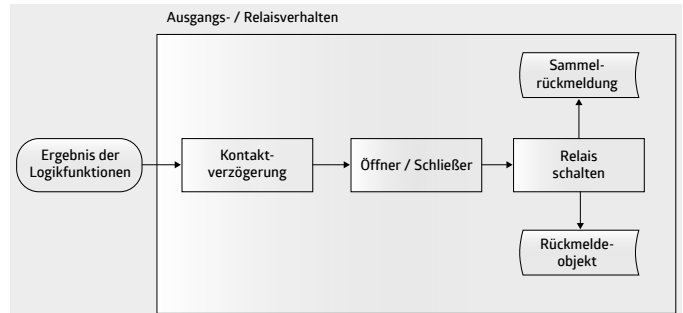 Ausgangs- / Relaisverhalten
Sammel-
rückmeldung
Ergebnis der
Logikfunktionen
Kontakt-
verzögerung
Öffner / Schließer
Relais
schalten
Rückmelde-
objekt